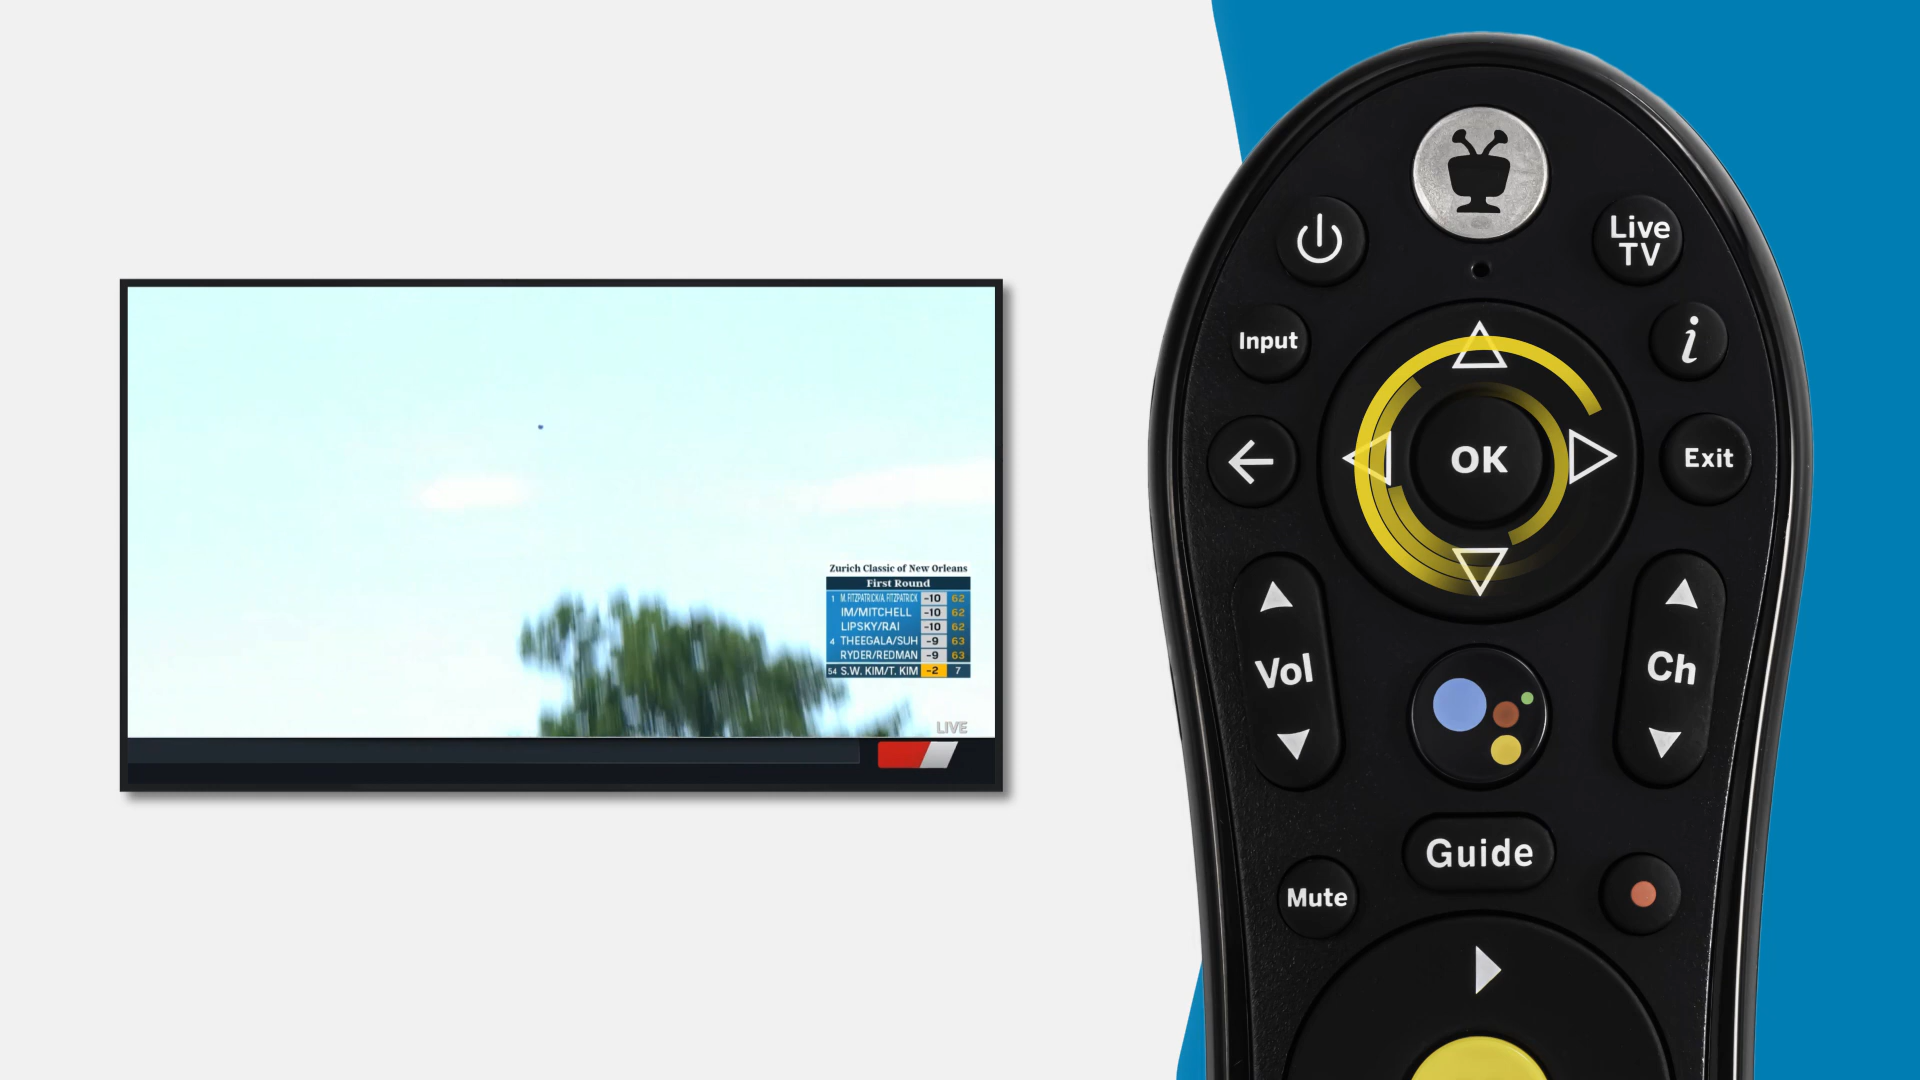 Zurich Classic of New Orleans
First Round
1 M. FITZPATRICK/A. FITZPATRICK -10 62
IM/MITCHELL -10 62
LIPSKY/RAI -10 62
4 THEEGALA/SUH -9 63
RYDER/REDMAN -9 63
54 S.W. KIM/T. KIM -2 7
LIVE
Live
TV
Input
i
OK
Exit
Vol
Ch
Guide
Mute